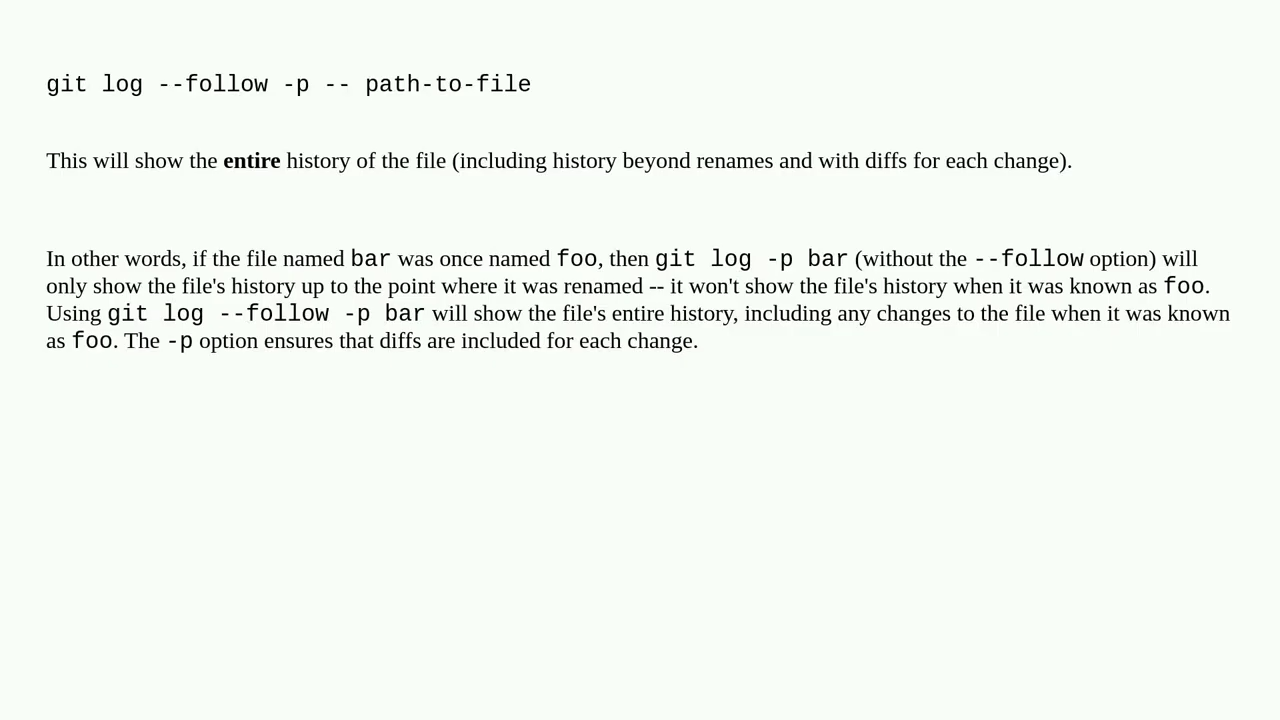 git log --follow -p -- path-to-file
This will show the entire history of the file (including history beyond renames and with diffs for each change).
In other words, if the file named bar was once named foo, then git log -p bar (without the --follow option) will
only show the file's history up to the point where it was renamed -- it won't show the file's history when it was known as foo.
Using git log --follow -p bar will show the file's entire history, including any changes to the file when it was known
as foo. The -p option ensures that diffs are included for each change.